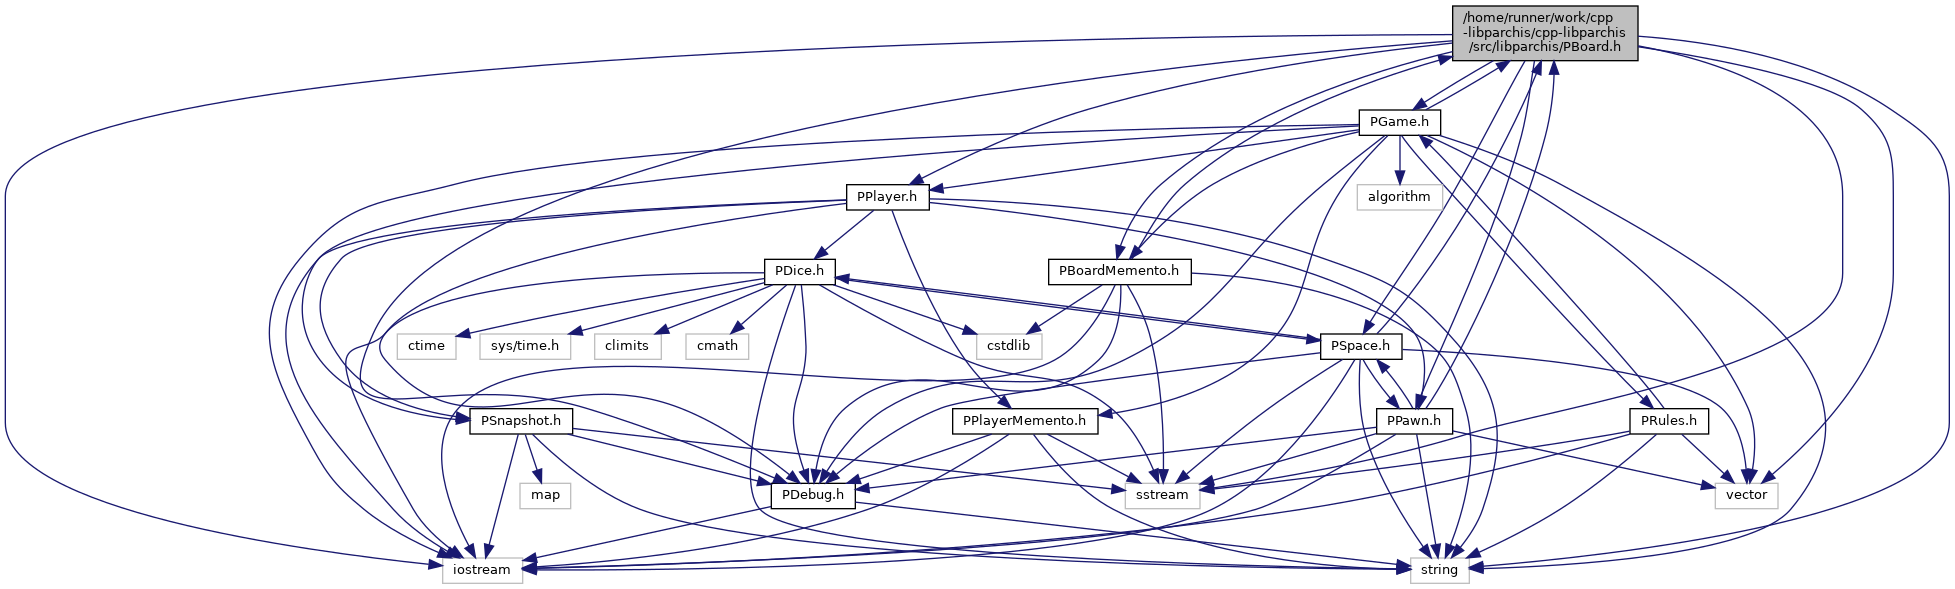 /home/runner/work/cpp
-libparchis/cpp-libparchis
/src/libparchis/PBoard.h
PGame.h
PPlayer.h
algorithm
PDice.h
PBoardMemento.h
ctime
sys/time.h
climits
cmath
cstdlib
PSpace.h
PSnapshot.h
PPlayerMemento.h
PPawn.h
PRules.h
map
PDebug.h
sstream
vector
iostream
string